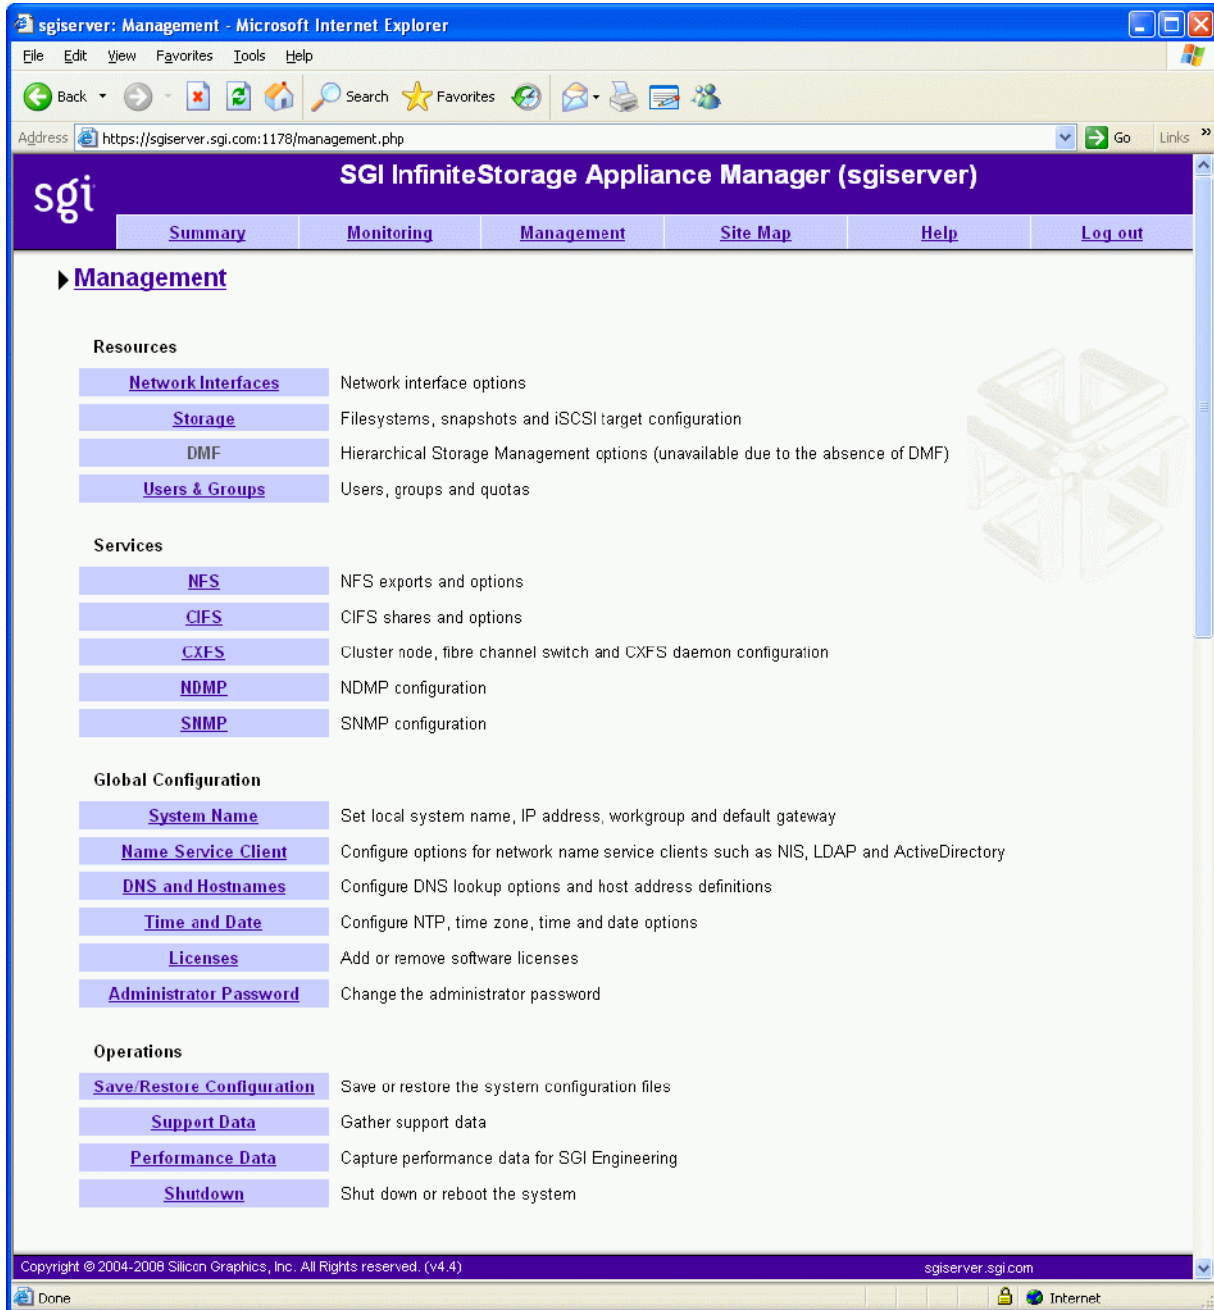 sgiserver: Management - Microsoft Internet Explorer
File Edit View Favorites Tools Help
Back Search Favorites
Address https://sgiserver.sgi.com:1178/management.php Go Links »
sgi
SGI InfiniteStorage Appliance Manager (sgiserver)
Summary Monitoring Management Site Map Help Log out
Management
Resources
Network Interfaces Network interface options
Storage Filesystems, snapshots and iSCSI target configuration
DMF Hierarchical Storage Management options (unavailable due to the absence of DMF)
Users & Groups Users, groups and quotas
Services
NFS NFS exports and options
CIFS CIFS shares and options
CXFS Cluster node, fibre channel switch and CXFS daemon configuration
NDMP NDMP configuration
SNMP SNMP configuration
Global Configuration
System Name Set local system name, IP address, workgroup and default gateway
Name Service Client Configure options for network name service clients such as NIS, LDAP and ActiveDirectory
DNS and Hostnames Configure DNS lookup options and host address definitions
Time and Date Configure NTP, time zone, time and date options
Licenses Add or remove software licenses
Administrator Password Change the administrator password
Operations
Save/Restore Configuration Save or restore the system configuration files
Support Data Gather support data
Performance Data Capture performance data for SGI Engineering
Shutdown Shut down or reboot the system
Copyright © 2004-2008 Silicon Graphics, Inc. All Rights reserved. (v4.4) sgiserver.sgi.com
Done Internet